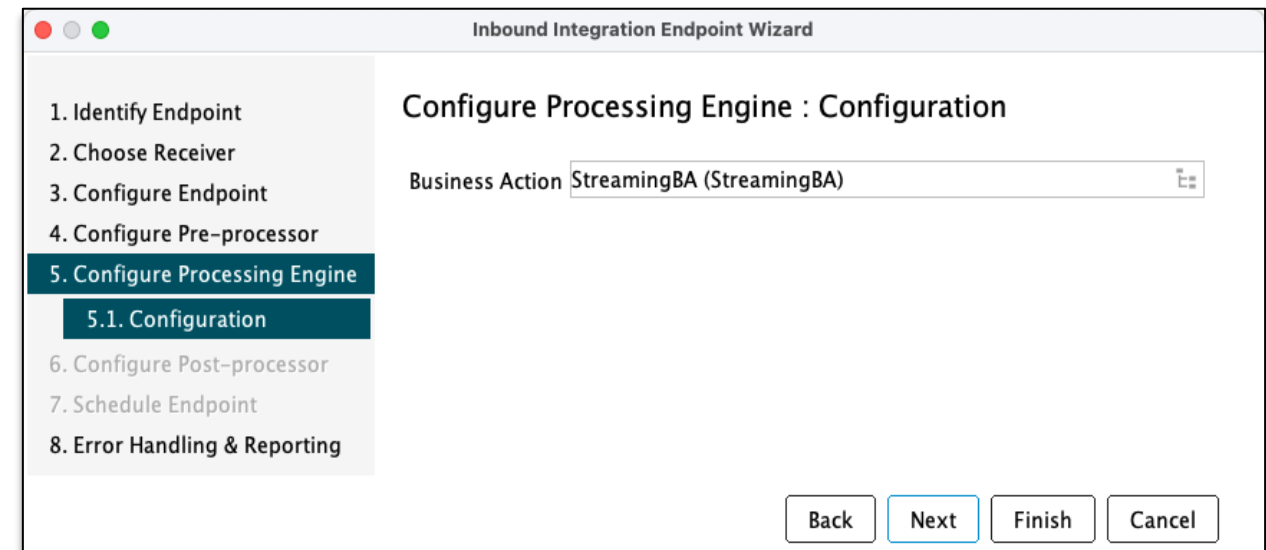 Inbound Integration Endpoint Wizard
1. Identify Endpoint
2. Choose Receiver
3. Configure Endpoint
4. Configure Pre-processor
5. Configure Processing Engine
5.1. Configuration
6. Configure Post-processor
7. Schedule Endpoint
8. Error Handling & Reporting
Configure Processing Engine : Configuration
Business Action StreamingBA (StreamingBA)
Back Next Finish Cancel